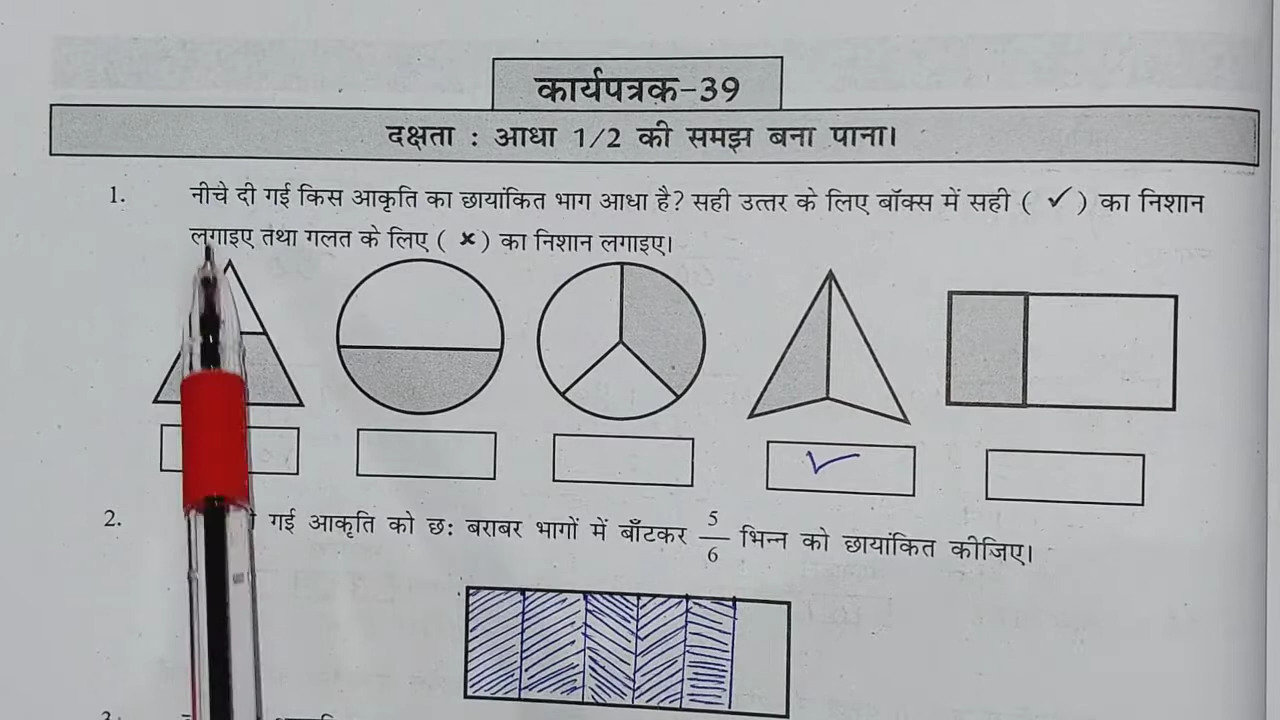 कार्यपत्रक-39
दक्षता : आधा 1/2 की समझ बना पाना।
1. नीचे दी गई किस आकृति का छायांकित भाग आधा है? सही उत्तर के लिए बॉक्स में सही ( ✓ ) का निशान
लगाइए तथा गलत के लिए ( × ) का निशान लगाइए।
✓
2. गई आकृति को छः बराबर भागों में बाँटकर 5/6 भिन्न को छायांकित कीजिए।
3.